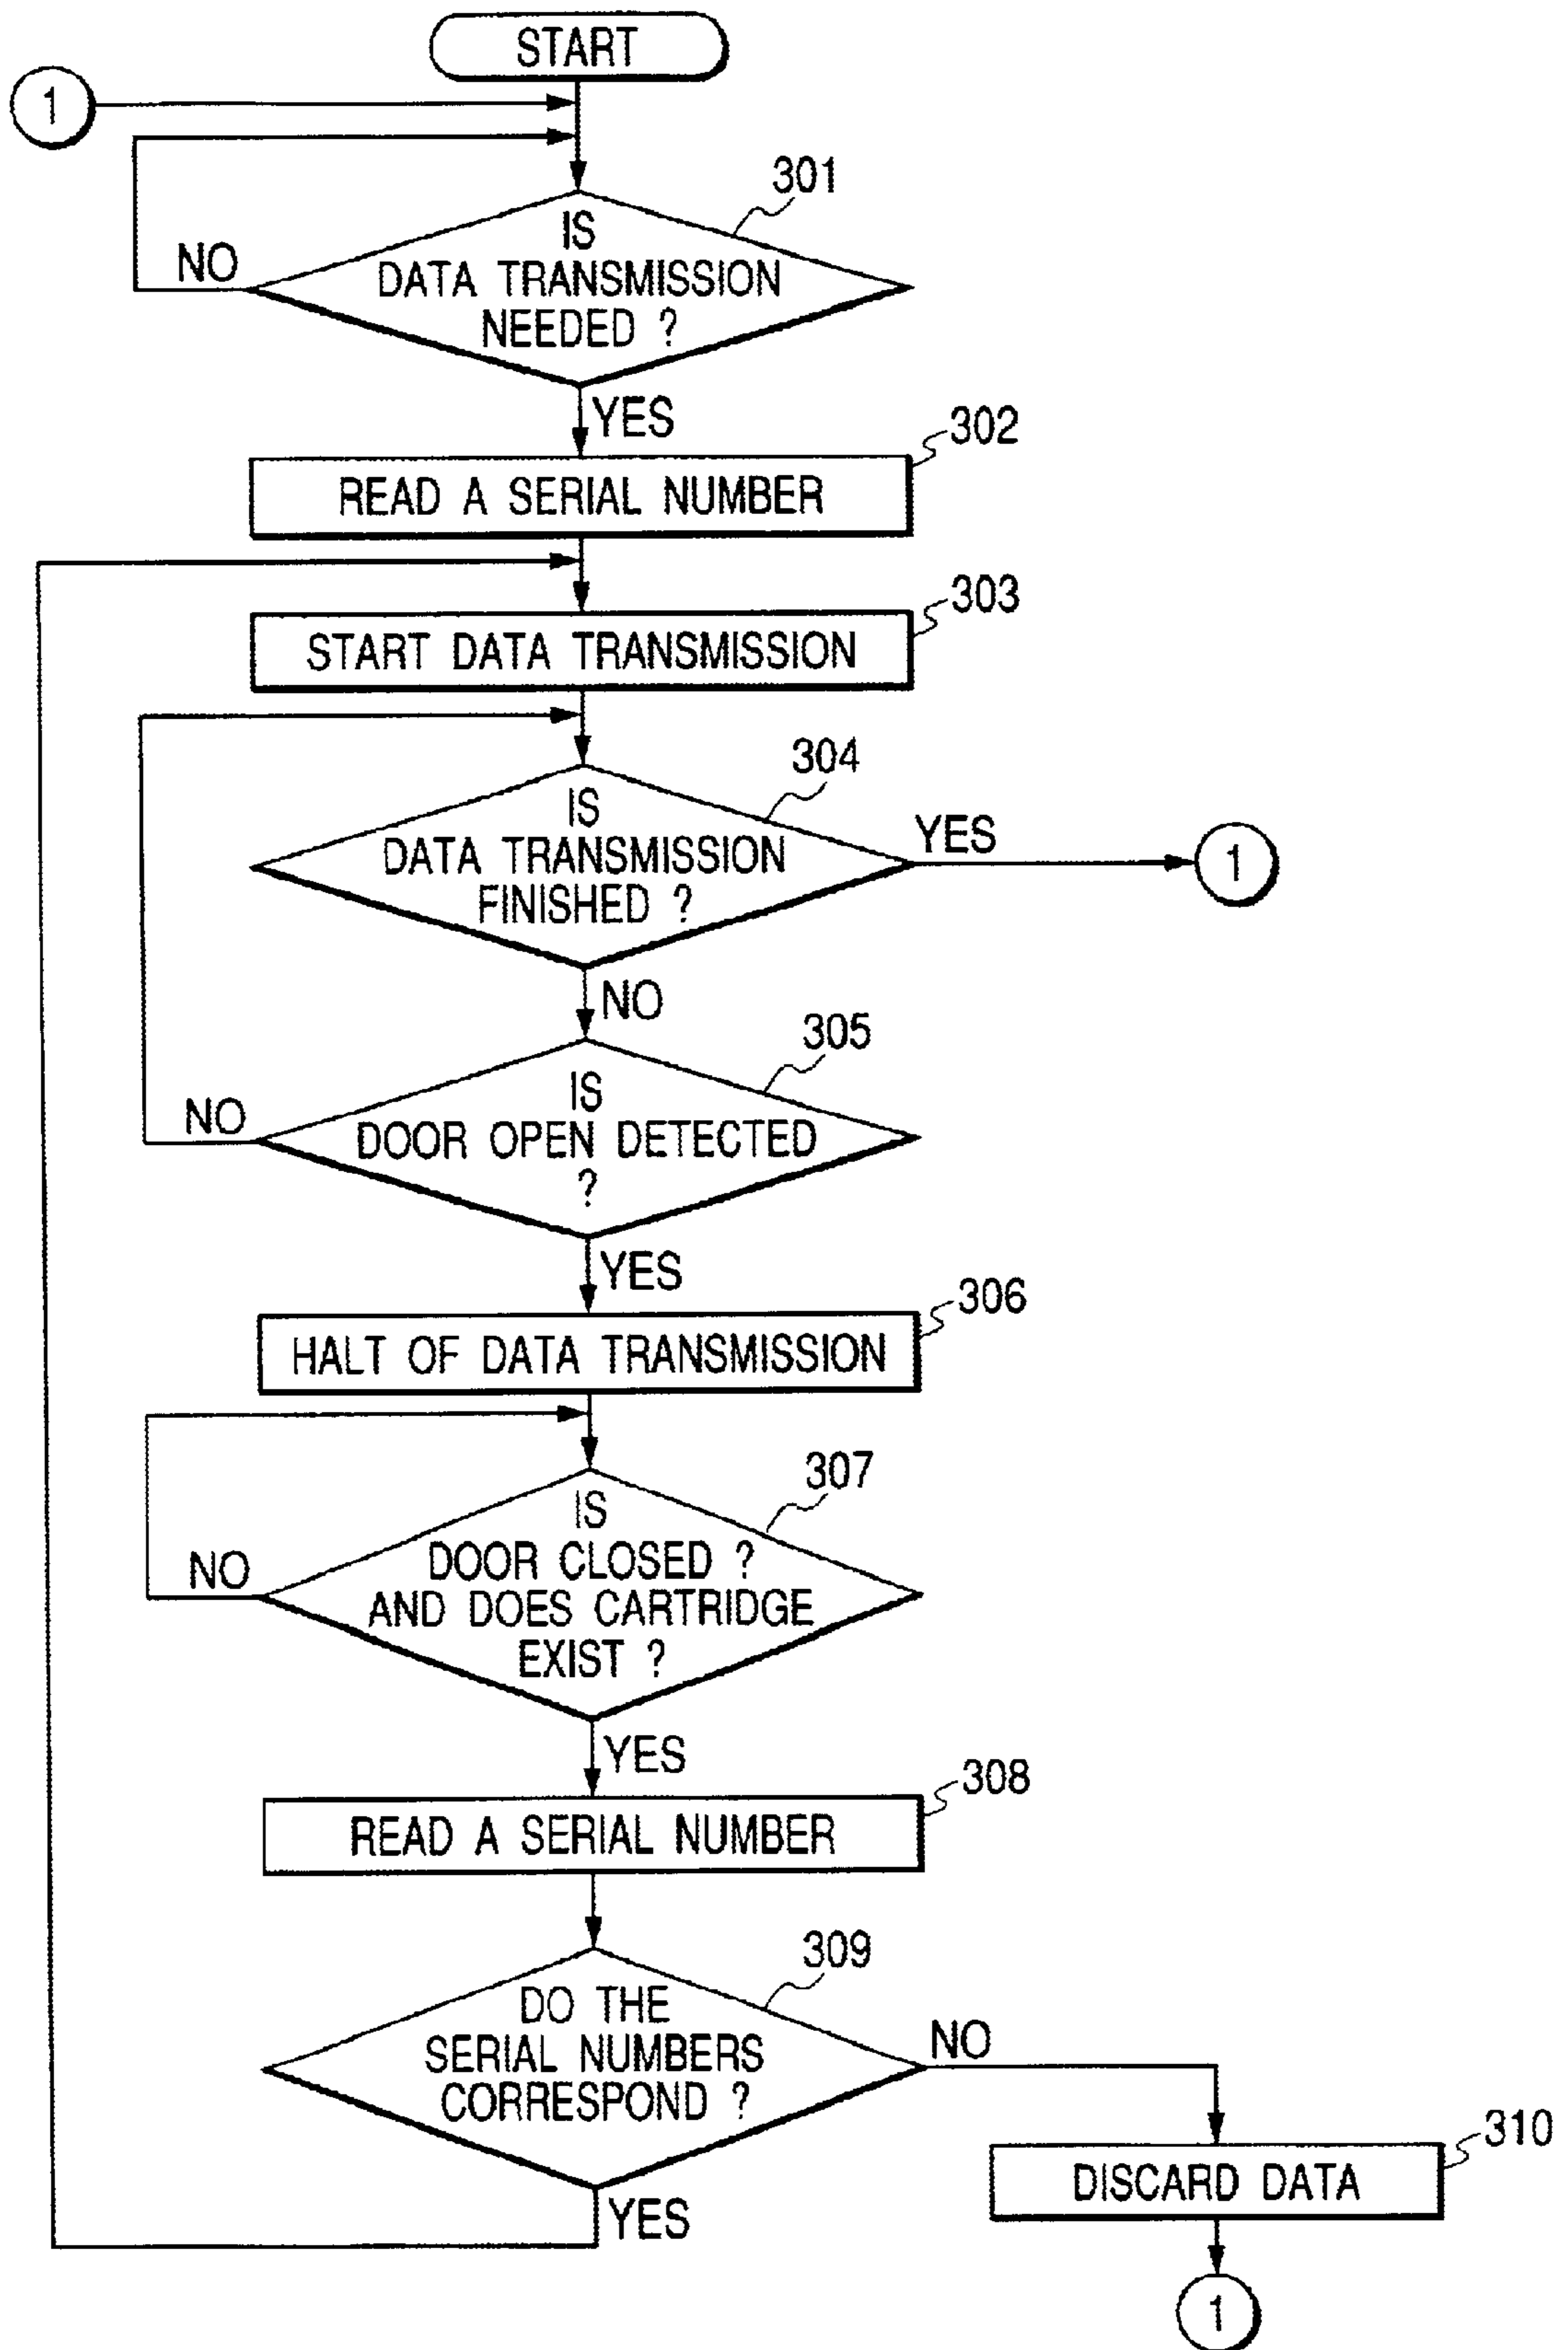 START
1
301
IS
DATA TRANSMISSION
NEEDED ?
NO
YES
302
READ A SERIAL NUMBER
303
START DATA TRANSMISSION
304
IS
DATA TRANSMISSION
FINISHED ?
YES
1
NO
305
IS
DOOR OPEN DETECTED
?
NO
YES
306
HALT OF DATA TRANSMISSION
307
IS
DOOR CLOSED ?
AND DOES CARTRIDGE
EXIST ?
NO
YES
308
READ A SERIAL NUMBER
309
DO THE
SERIAL NUMBERS
CORRESPOND ?
NO
YES
310
DISCARD DATA
1